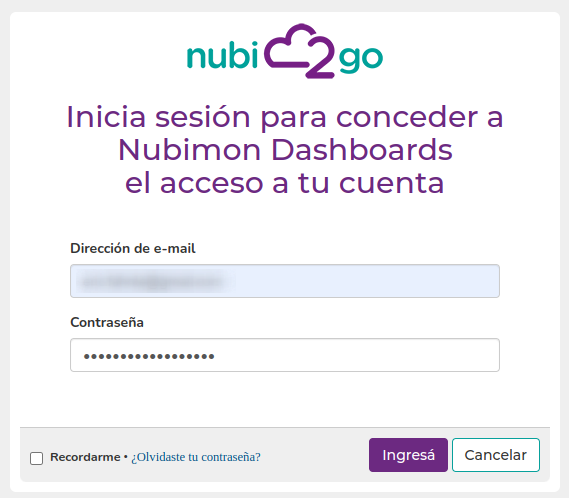 nubi2go
Inicia sesión para conceder a
Nubimon Dashboards
el acceso a tu cuenta
Dirección de e-mail
Contraseña
••••••••••••••••••
Recordarme • ¿Olvidaste tu contraseña?
Ingresá
Cancelar